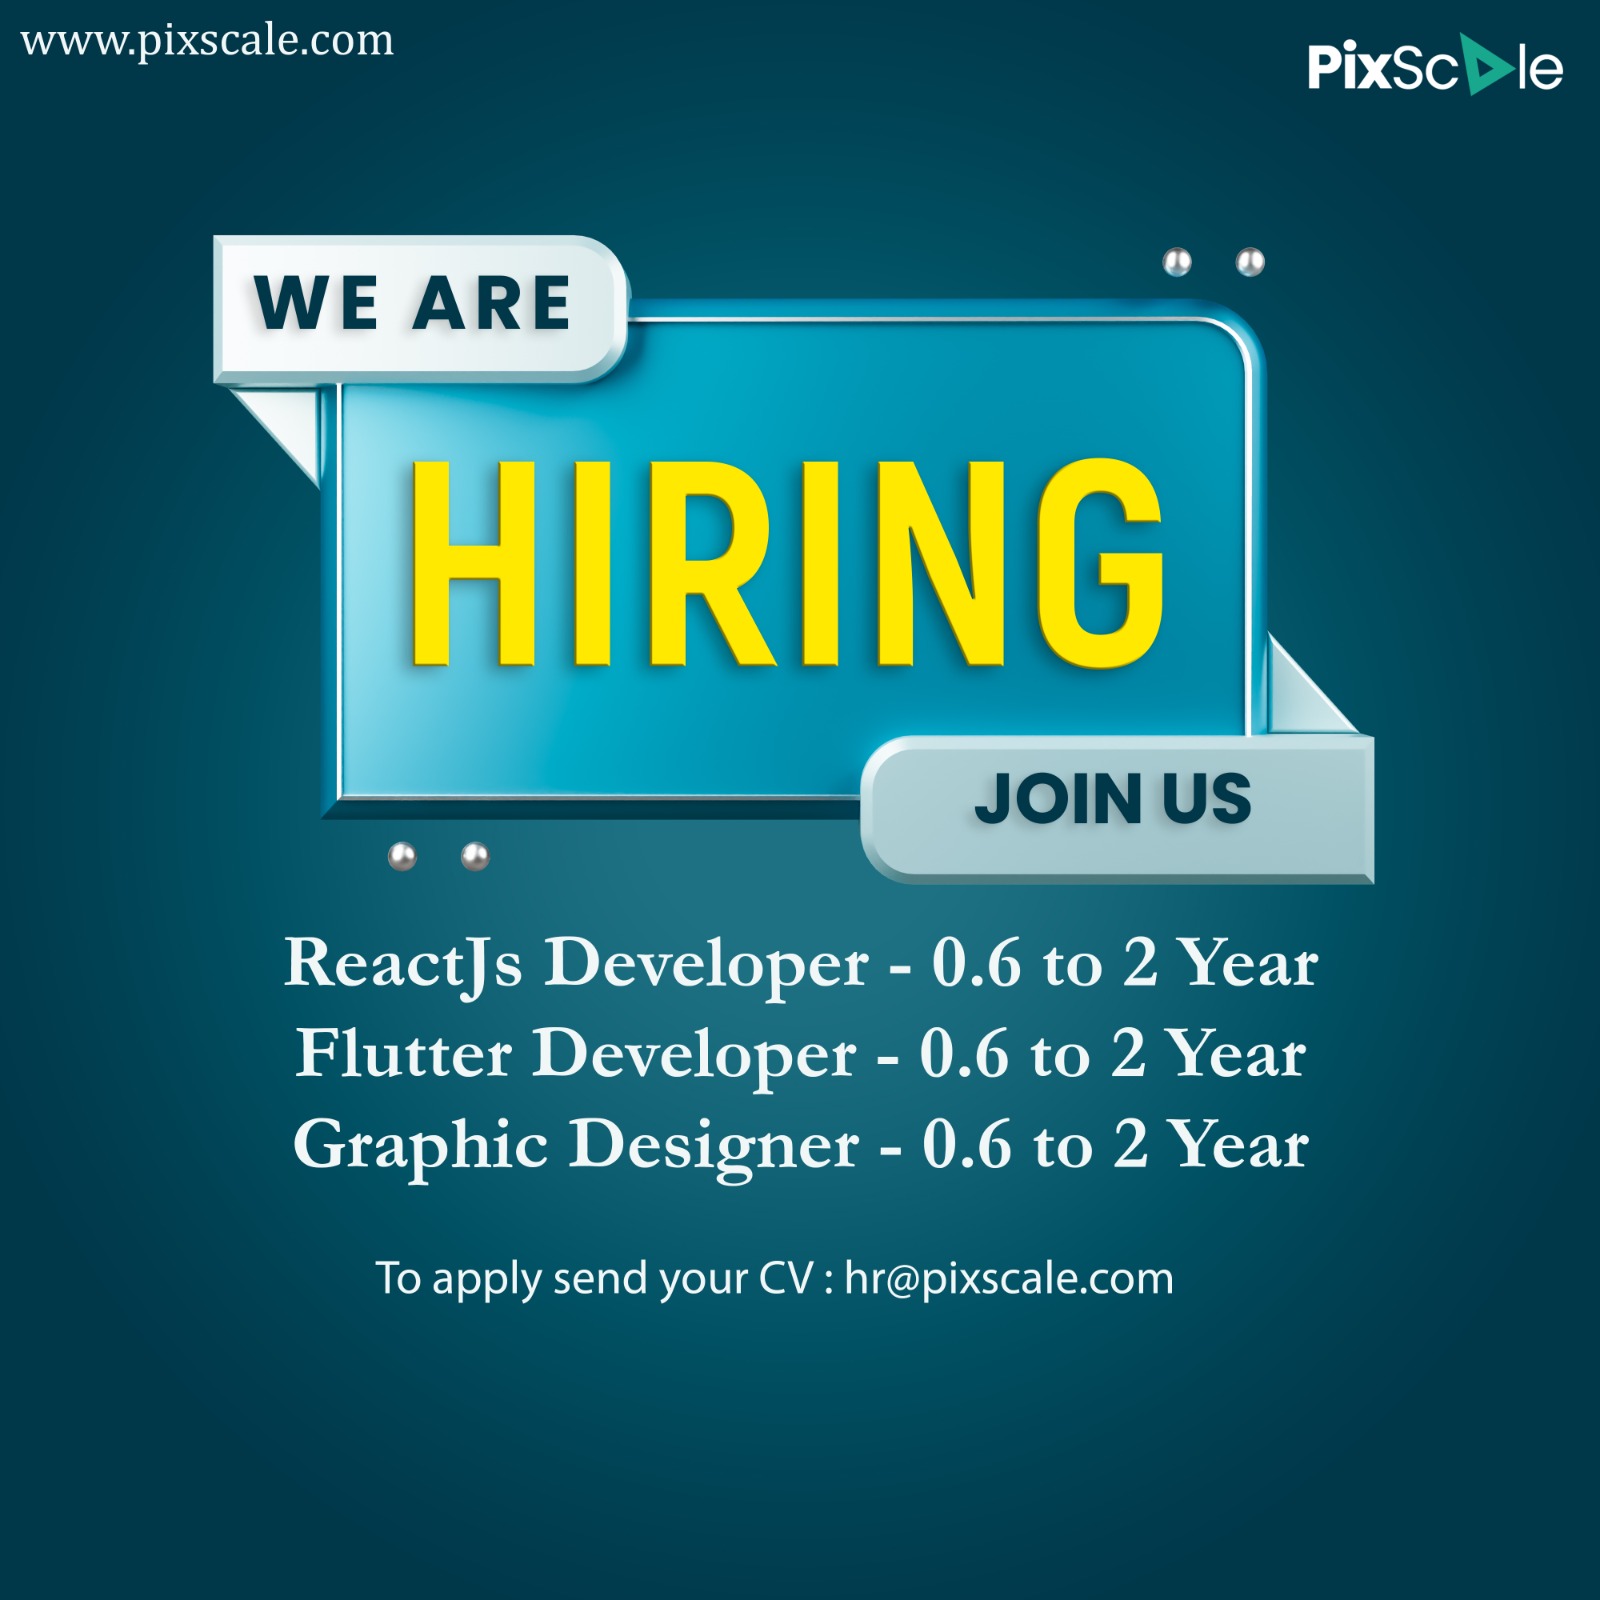 www.pixscale.com
PixScale
WE ARE
HIRING
JOIN US
ReactJs Developer - 0.6 to 2 Year
Flutter Developer - 0.6 to 2 Year
Graphic Designer - 0.6 to 2 Year
To apply send your CV : hr@pixscale.com